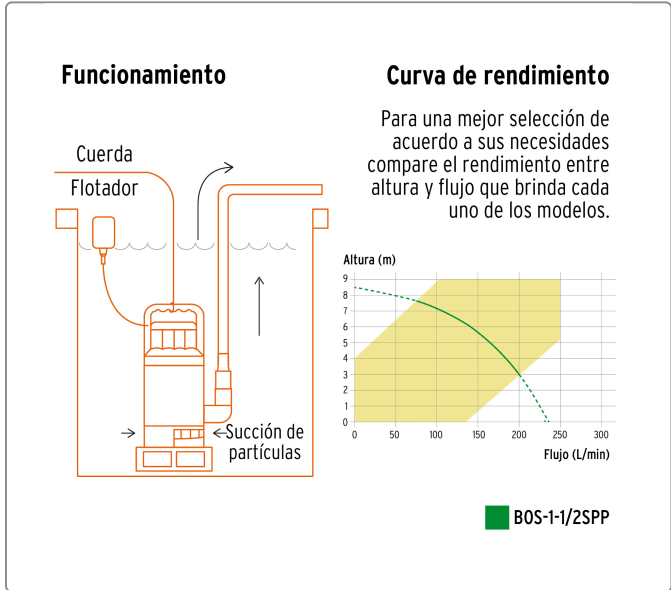 Funcionamiento
Cuerda
Flotador
Succión de
partículas
Curva de rendimiento
Para una mejor selección de
acuerdo a sus necesidades
compare el rendimiento entre
altura y flujo que brinda cada
uno de los modelos.
Altura (m)
9
8
7
6
5
4
3
2
1
0
0 50 100 150 200 250 300
Flujo (L/min)
BOS-1-1/2SPP